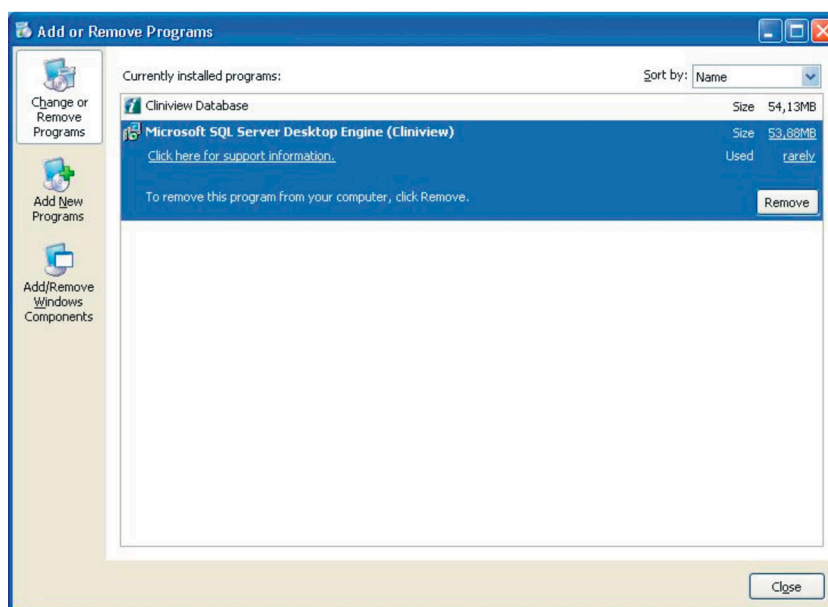 Add or Remove Programs
Change or
Remove
Programs
Add New
Programs
Add/Remove
Windows
Components
Currently installed programs:
Sort by: Name
Cliniview Database Size 54,13MB
Microsoft SQL Server Desktop Engine (Cliniview) Size 53,88MB
Click here for support information. Used rarely
To remove this program from your computer, click Remove. Remove
Close